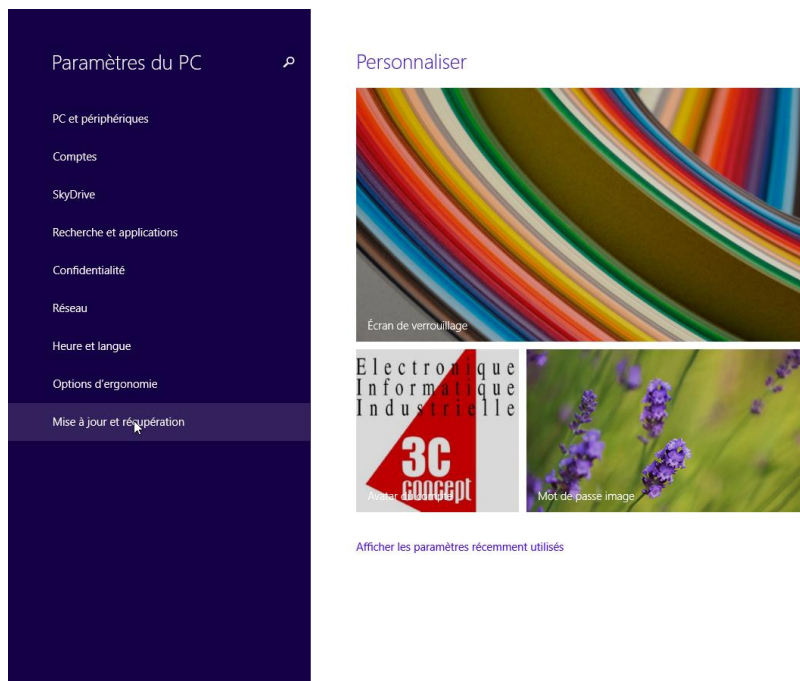 Paramètres du PC
PC et périphériques
Comptes
SkyDrive
Recherche et applications
Confidentialité
Réseau
Heure et langue
Options d'ergonomie
Mise à jour et récupération
Personnaliser
Écran de verrouillage
Electronique
Informatique
Industrielle
3C
concept
Avatar du compte
Mot de passe image
Afficher les paramètres récemment utilisés